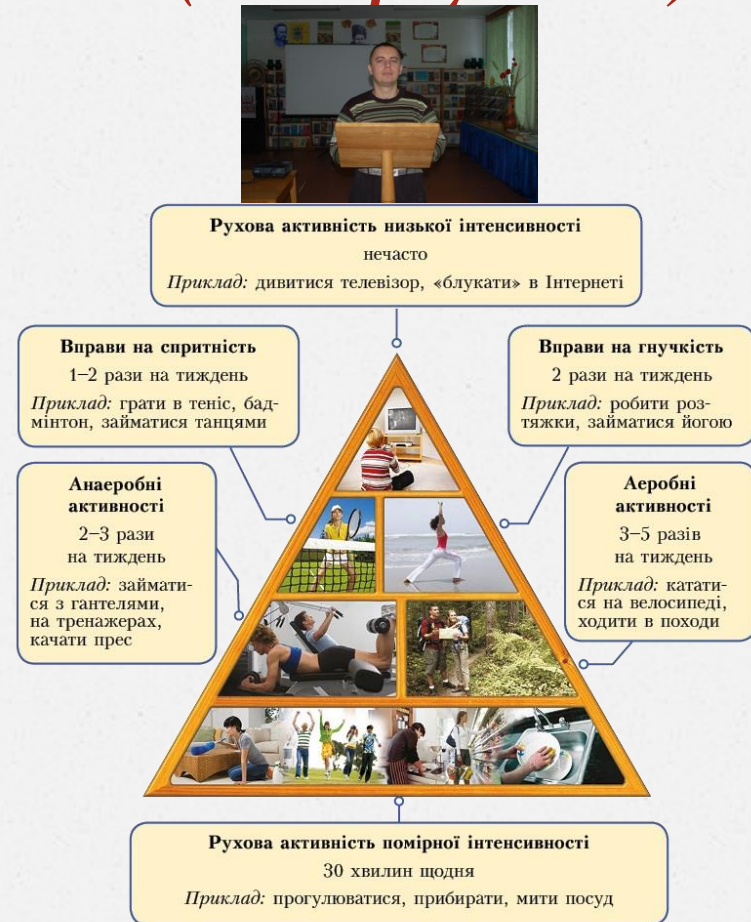 Рухова активність низької інтенсивності
нечасто
Приклад: дивитися телевізор, «блукати» в Інтернеті
Вправи на спритність
1–2 рази на тиждень
Приклад: грати в теніс, бад-
мінтон, займатися танцями
Вправи на гнучкість
2 рази на тиждень
Приклад: робити роз-
тяжки, займатися йогою
Анаеробні
активності
2–3 рази
на тиждень
Приклад: займати-
ся з гантелями,
на тренажерах,
качати прес
Аеробні
активності
3–5 разів
на тиждень
Приклад: ката-
ся на велосипеді,
ходити в походи
Рухова активність помірної інтенсивності
30 хвилин щодня
Приклад: прогулюватися, прибирати, мити посуд